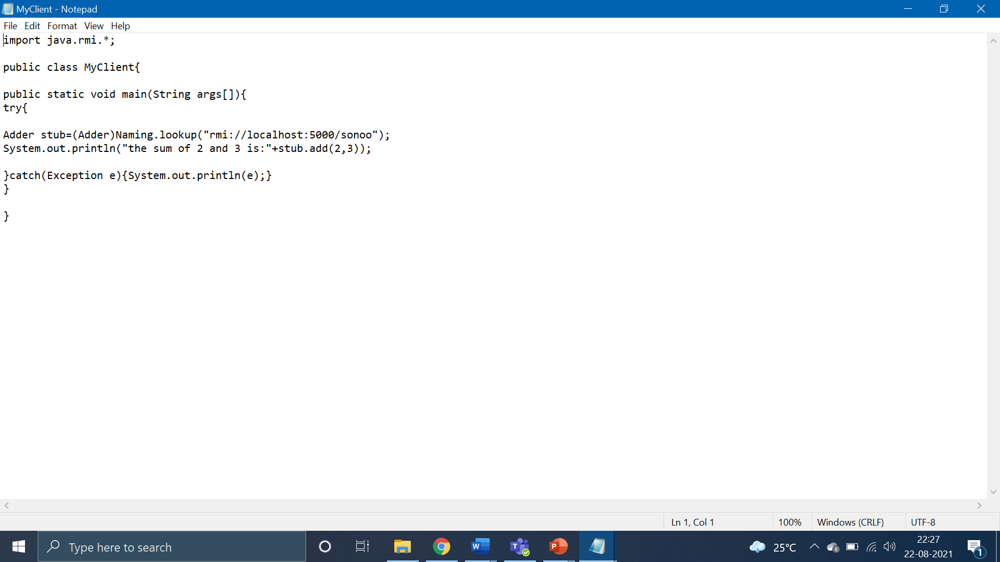 MyClient - Notepad
File Edit Format View Help
import java.rmi.*;
public class MyClient{
public static void main(String args[]){
try{
Adder stub=(Adder)Naming.lookup("rmi://localhost:5000/sonoo");
System.out.println("the sum of 2 and 3 is:"+stub.add(2,3));
}catch(Exception e){System.out.println(e);}
}
}
Ln 1, Col 1 100% Windows (CRLF) UTF-8
Type here to search W T P 25°C 22:27 1
22-08-2021